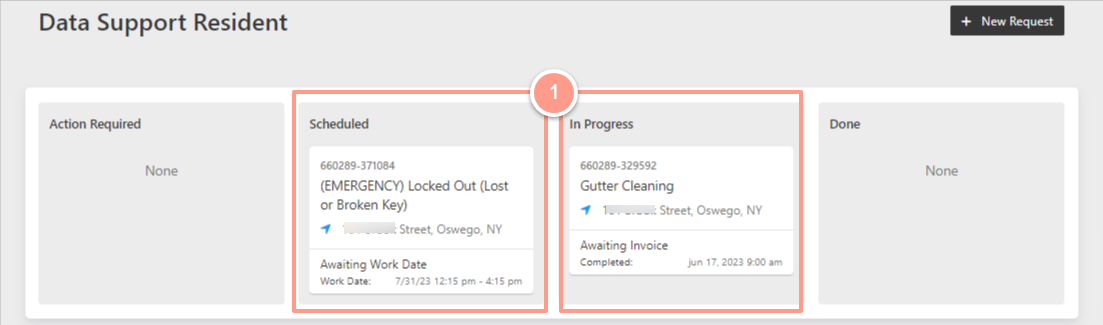 Data Support Resident
+ New Request
1
Action Required
None
Scheduled
660289-371084
(EMERGENCY) Locked Out (Lost
or Broken Key)
Street, Oswego, NY
Awaiting Work Date
Work Date: 7/31/23 12:15 pm - 4:15 pm
In Progress
660289-329592
Gutter Cleaning
Street, Oswego, NY
Awaiting Invoice
Completed: jun 17, 2023 9:00 am
Done
None